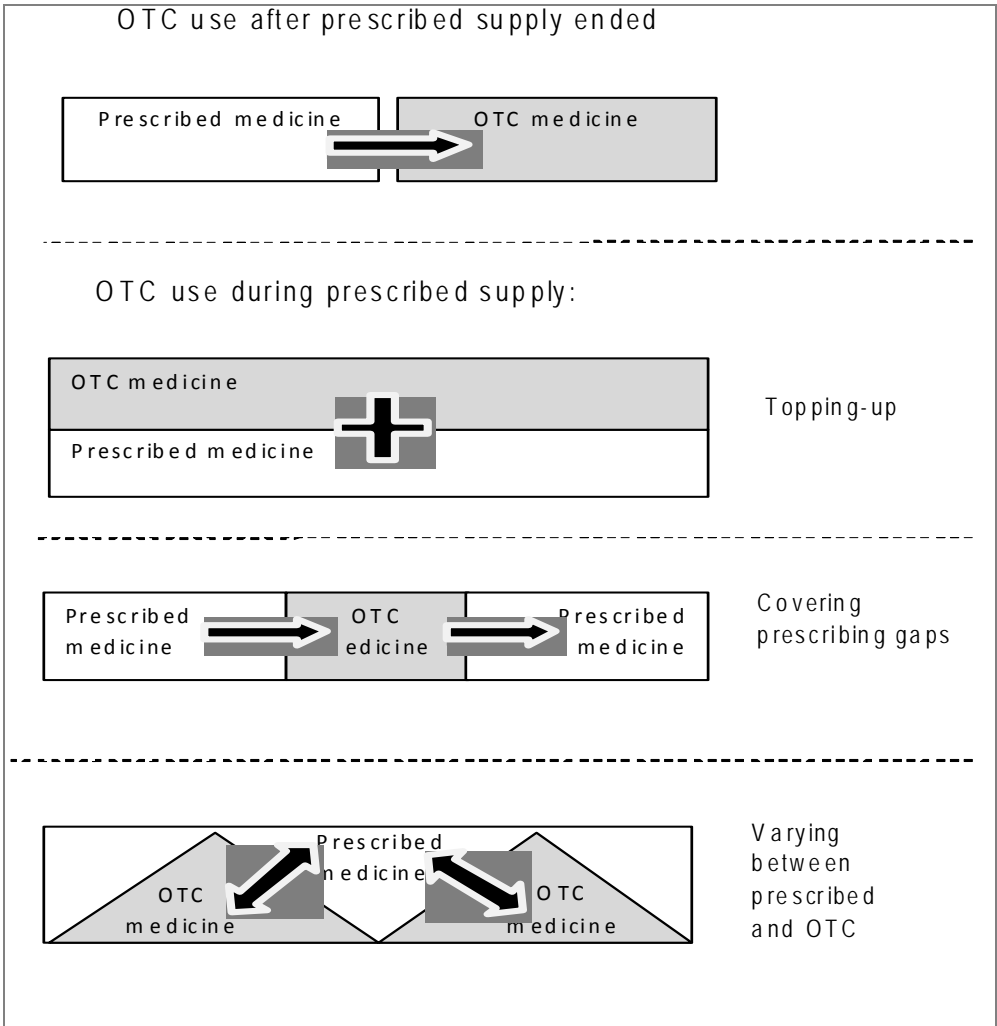 OTC use after prescribed supply ended
Prescribed medicine
OTC medicine
OTC use during prescribed supply:
OTC medicine
Prescribed medicine
Topping-up
Prescribed
medicine
OTC
edicine
Prescribed
medicine
Covering
prescribing gaps
OTC
medicine
Prescribed
medicine
OTC
medicine
Varying
between
prescribed
and OTC